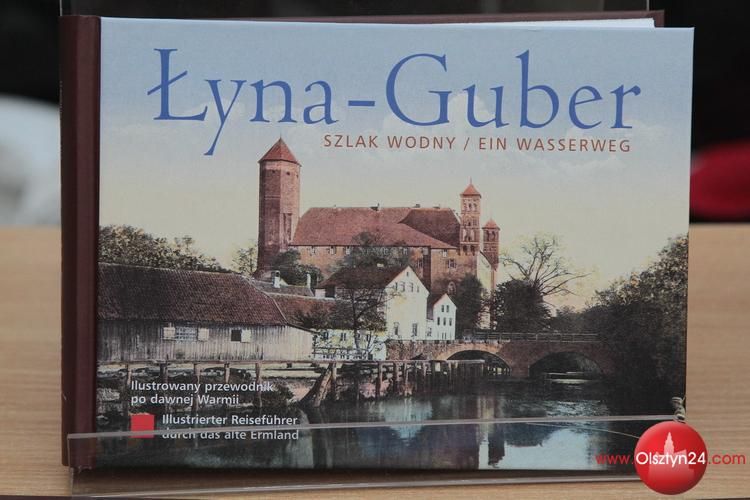 Łyna-Guber
SZLAK WODNY / EIN WASSERWEG
Ilustrowany przewodnik
po dawnej Warmii
Illustrierter Reiseführer
durch das alte Ermland
www.Olsztyn24.com